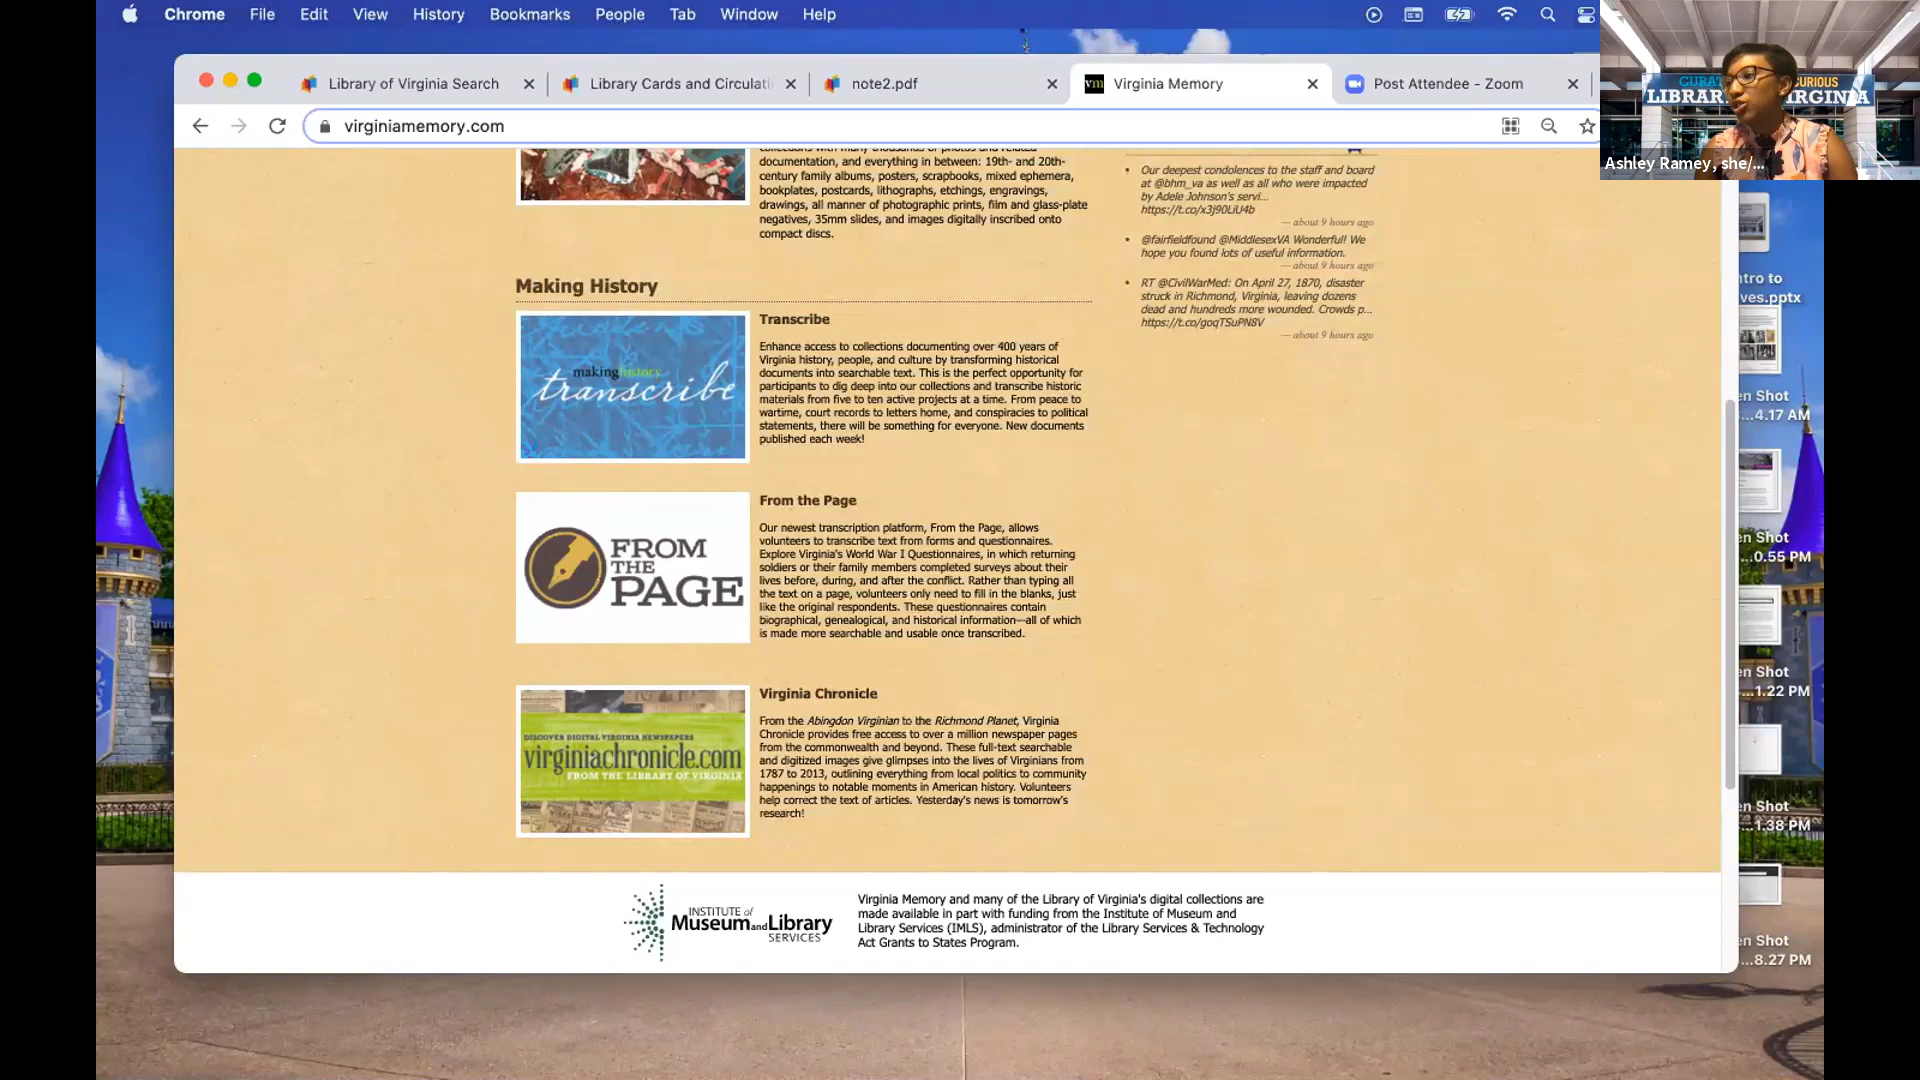 Chrome File Edit View History Bookmarks People Tab Window Help
Library of Virginia Search
Library Cards and Circulati
note2.pdf
Virginia Memory
Post Attendee - Zoom
virginiamemory.com
LIBRAR
IRGINIA
CURIOUS
Ashley Ramey, she/...
documentation, and everything in between: 19th- and 20th-
century family albums, posters, scrapbooks, mixed ephemera,
bookplates, postcards, lithographs, etchings, engravings,
drawings, all manner of photographic prints, film and glass-plate
negatives, 35mm slides, and images digitally inscribed onto
compact discs.
Our deepest condolences to the staff and board
at @bhm_va as well as all who were impacted
by Adele Johnson's servi...
https://t.co/x3j90LiU4b
— about 9 hours ago
@fairfieldfound @MiddlesexVA Wonderful! We
hope you found lots of useful information.
— about 9 hours ago
RT @CivilWarMed: On April 27, 1870, disaster
struck in Richmond, Virginia, leaving dozens
dead and hundreds more wounded. Crowds p...
https://t.co/goqTSuPN8V
— about 9 hours ago
Making History
making history
transcribe
Transcribe
Enhance access to collections documenting over 400 years of
Virginia history, people, and culture by transforming historical
documents into searchable text. This is the perfect opportunity for
participants to dig deep into our collections and transcribe historic
materials from five to ten active projects at a time. From peace to
wartime, court records to letters home, and conspiracies to political
statements, there will be something for everyone. New documents
published each week!
FROM
THE
PAGE
From the Page
Our newest transcription platform, From the Page, allows
volunteers to transcribe text from forms and questionnaires.
Explore Virginia's World War I Questionnaires, in which returning
soldiers or their family members completed surveys about their
lives before, during, and after the conflict. Rather than typing all
the text on a page, volunteers only need to fill in the blanks, just
like the original respondents. These questionnaires contain
biographical, genealogical, and historical information—all of which
is made more searchable and usable once transcribed.
DISCOVER DIGITAL VIRGINIA NEWSPAPERS
virginiachronicle.com
FROM THE LIBRARY OF VIRGINIA
Virginia Chronicle
From the Abingdon Virginian to the Richmond Planet, Virginia
Chronicle provides free access to over a million newspaper pages
from the commonwealth and beyond. These full-text searchable
and digitized images give glimpses into the lives of Virginians from
1787 to 2013, outlining everything from local politics to community
happenings to notable moments in American history. Volunteers
help correct the text of articles. Yesterday's news is tomorrow's
research!
INSTITUTE of
Museum and Library
SERVICES
Virginia Memory and many of the Library of Virginia's digital collections are
made available in part with funding from the Institute of Museum and
Library Services (IMLS), administrator of the Library Services & Technology
Act Grants to States Program.
ntro to
ves.pptx
en Shot
...4.17 AM
en Shot
...0.55 PM
en Shot
...1.22 PM
en Shot
...1.38 PM
en Shot
...8.27 PM